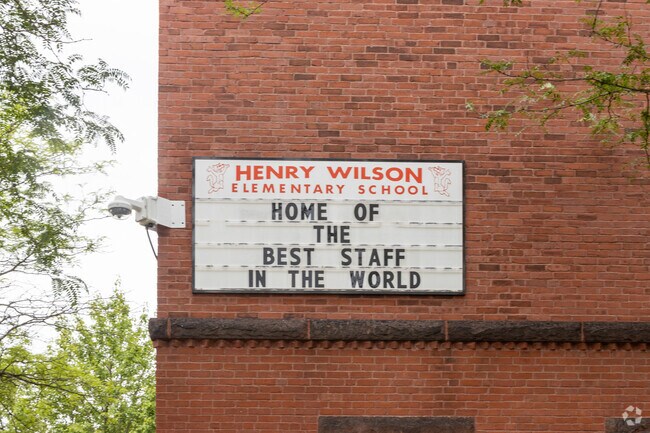 HENRY WILSON
ELEMENTARY SCHOOL
HOME OF
THE
BEST STAFF
IN THE WORLD